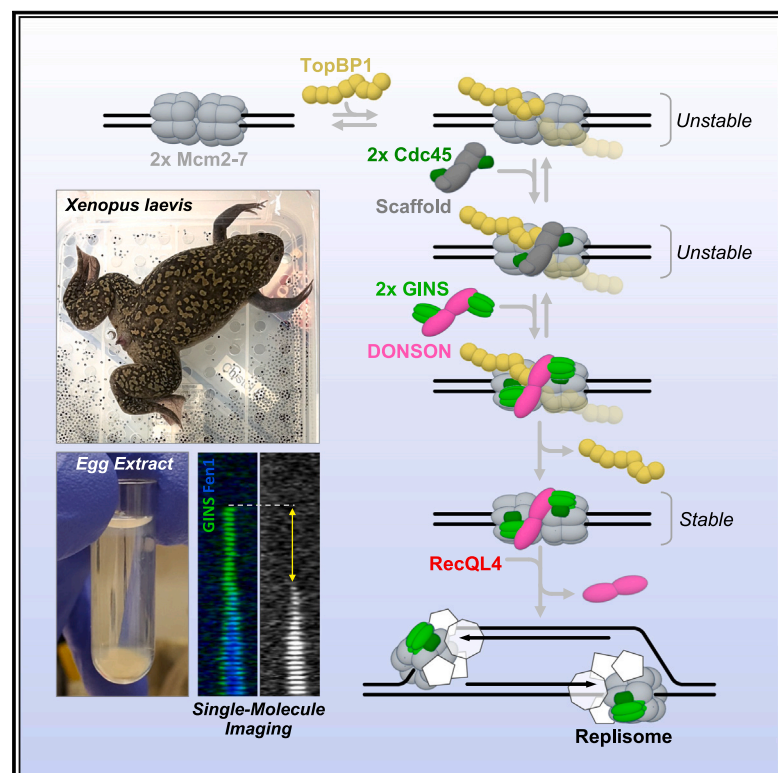 TopBP1
2x Mcm2-7
Unstable
2x Cdc45
Scaffold
Unstable
2x GINS
DONSON
Stable
RecQL4
Replisome
Xenopus laevis
Egg Extract
GINS Fen1
Single-Molecule
Imaging